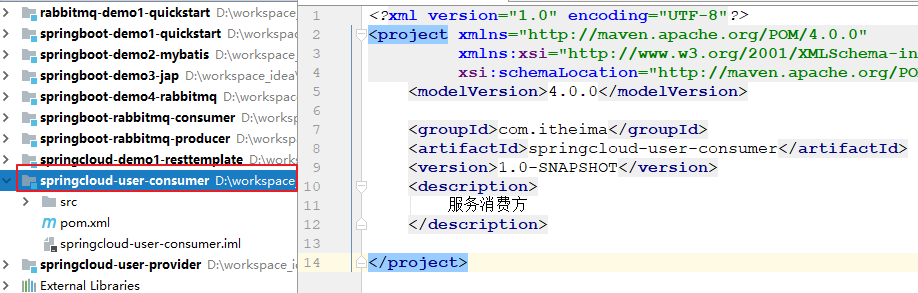 rabbitmq-demo1-quickstart D:\workspace_i
springboot-demo1-quickstart D:\worksp
springboot-demo2-mybatis D:\workspac
springboot-demo3-jap D:\workspace_idea\
springboot-demo4-rabbitmq D:\workspa
springboot-rabbitmq-consumer D:\work
springboot-rabbitmq-producer D:\works
springcloud-demo1-resttemplate D:\wo
springcloud-user-consumer D:\workspace_
src
pom.xml
springcloud-user-consumer.iml
springcloud-user-provider D:\workspace_i
External Libraries
1 <?xml version="1.0" encoding="UTF-8"?>
2 <project xmlns="http://maven.apache.org/POM/4.0.0"
3 xmlns:xsi="http://www.w3.org/2001/XMLSchema-in
4 xsi:schemaLocation="http://maven.apache.org/PO
5 <modelVersion>4.0.0</modelVersion>
6
7 <groupId>com.itheima</groupId>
8 <artifactId>springcloud-user-consumer</artifactId>
9 <version>1.0-SNAPSHOT</version>
10 <description>
11 服务消费方
12 </description>
13
14 </project>